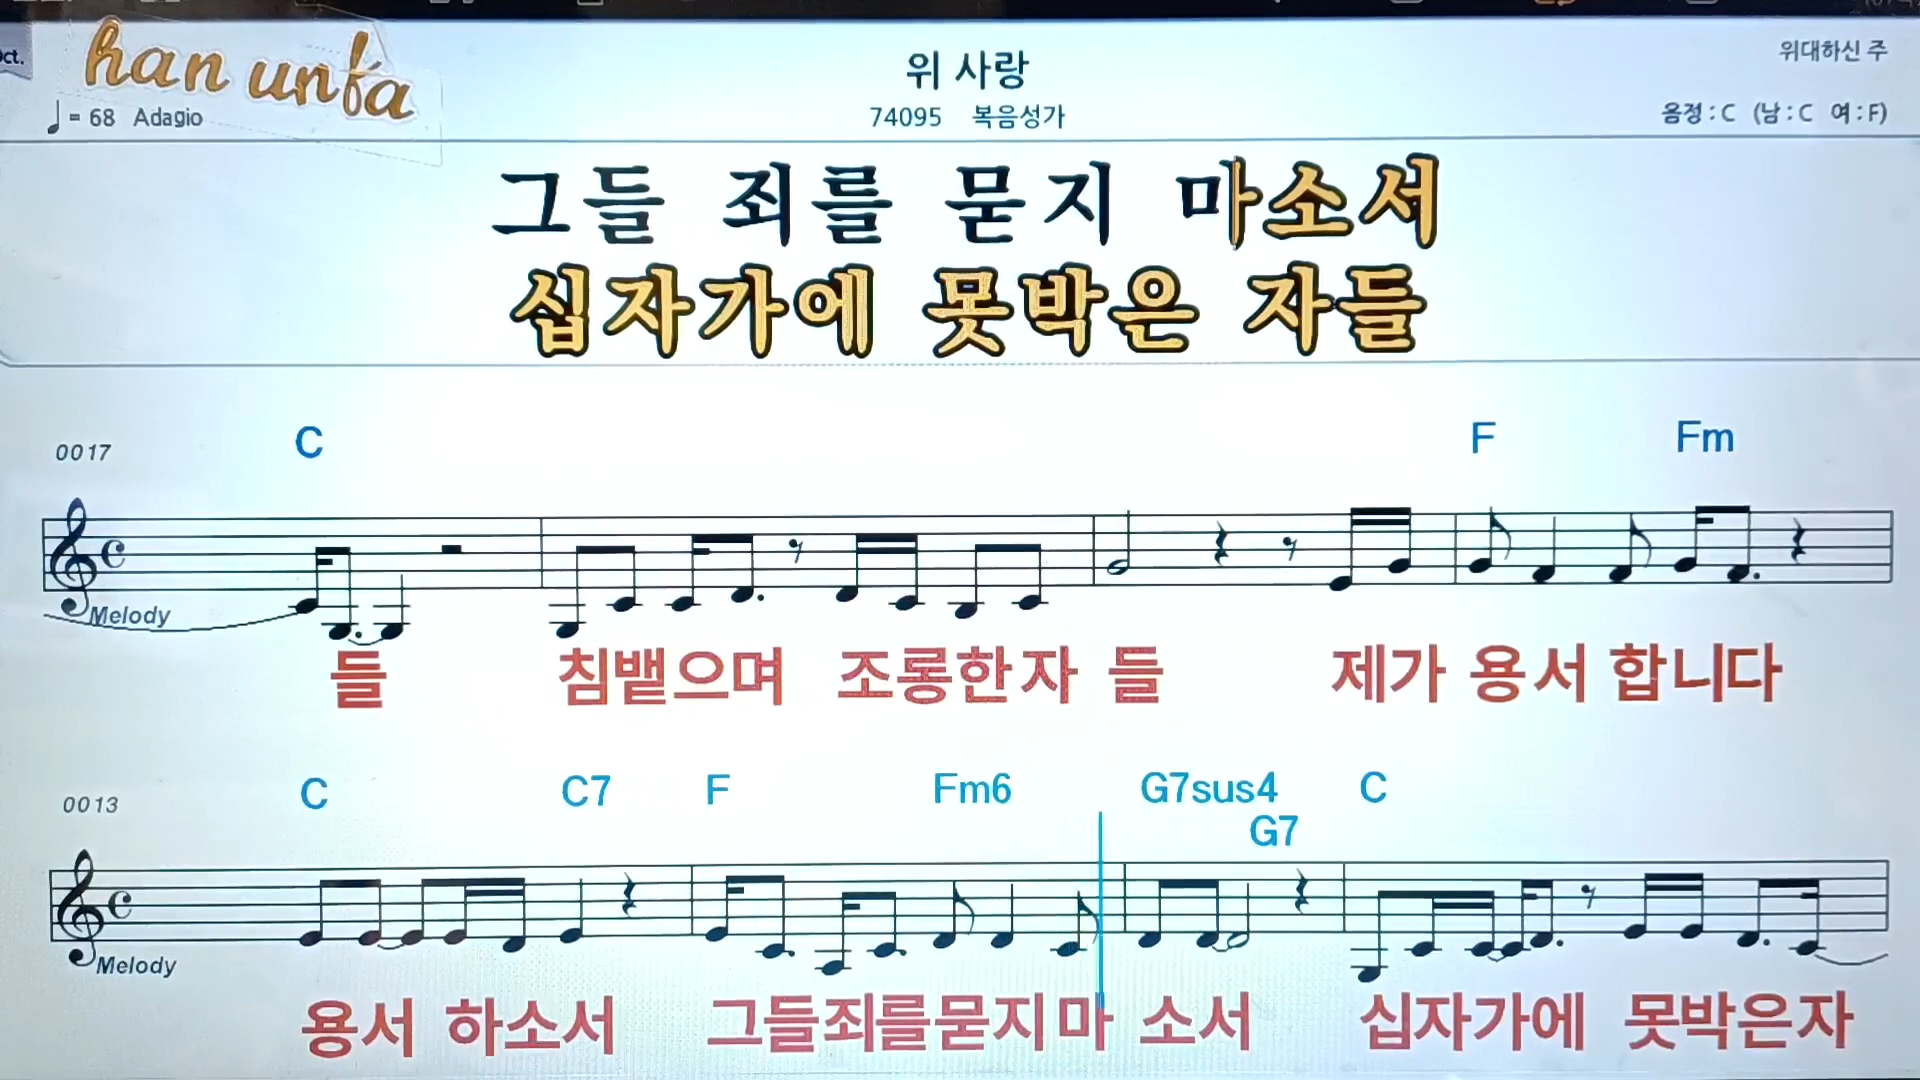 oct.
han unfa
위 사랑
위대하신 주
♩ = 68 Adagio
74095 복음성가
음정 : C (남 : C 여 : F)
그들 죄를 묻지 마소서
십자가에 못박은 자들
0017 C F Fm
Melody
들 침뱉으며 조롱한자 들 제가 용서 합니다
0013 C C7 F Fm6 G7sus4 C
G7
Melody
용서 하소서 그들죄를묻지마 소서 십자가에 못박은자